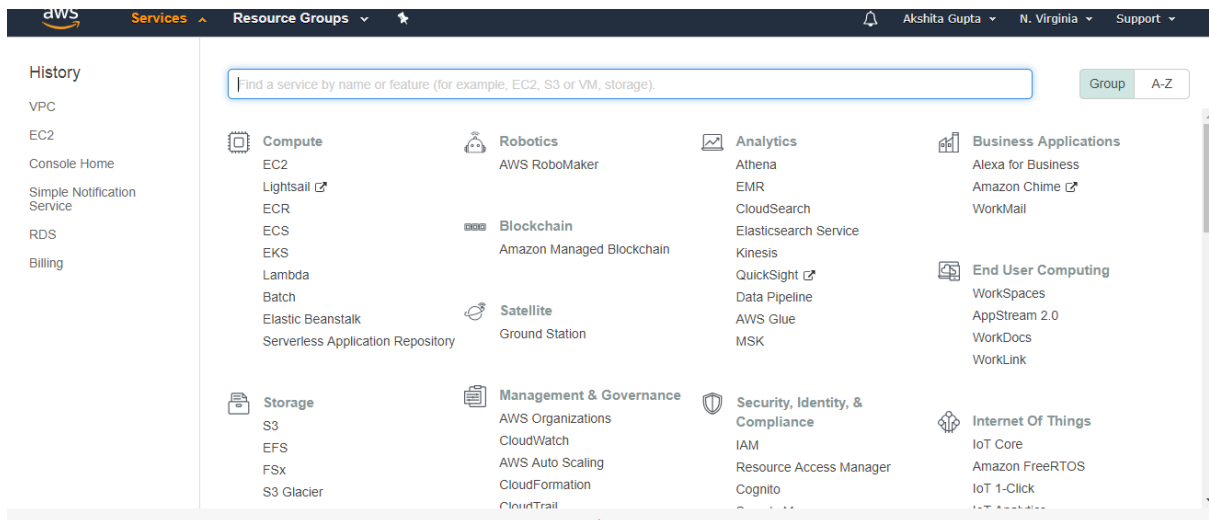 aws
Services
Resource Groups
Akshita Gupta
N. Virginia
Support
History
VPC
EC2
Console Home
Simple Notification
Service
RDS
Billing
Find a service by name or feature (for example, EC2, S3 or VM, storage).
Group
A-Z
Compute
EC2
Lightsail
ECR
ECS
EKS
Lambda
Batch
Elastic Beanstalk
Serverless Application Repository
Storage
S3
EFS
FSx
S3 Glacier
Robotics
AWS RoboMaker
Blockchain
Amazon Managed Blockchain
Satellite
Ground Station
Management & Governance
AWS Organizations
CloudWatch
AWS Auto Scaling
CloudFormation
CloudTrail
Analytics
Athena
EMR
CloudSearch
Elasticsearch Service
Kinesis
QuickSight
Data Pipeline
AWS Glue
MSK
Security, Identity, &
Compliance
IAM
Resource Access Manager
Cognito
Business Applications
Alexa for Business
Amazon Chime
WorkMail
End User Computing
WorkSpaces
AppStream 2.0
WorkDocs
WorkLink
Internet Of Things
IoT Core
Amazon FreeRTOS
IoT 1-Click
IoT Analytics